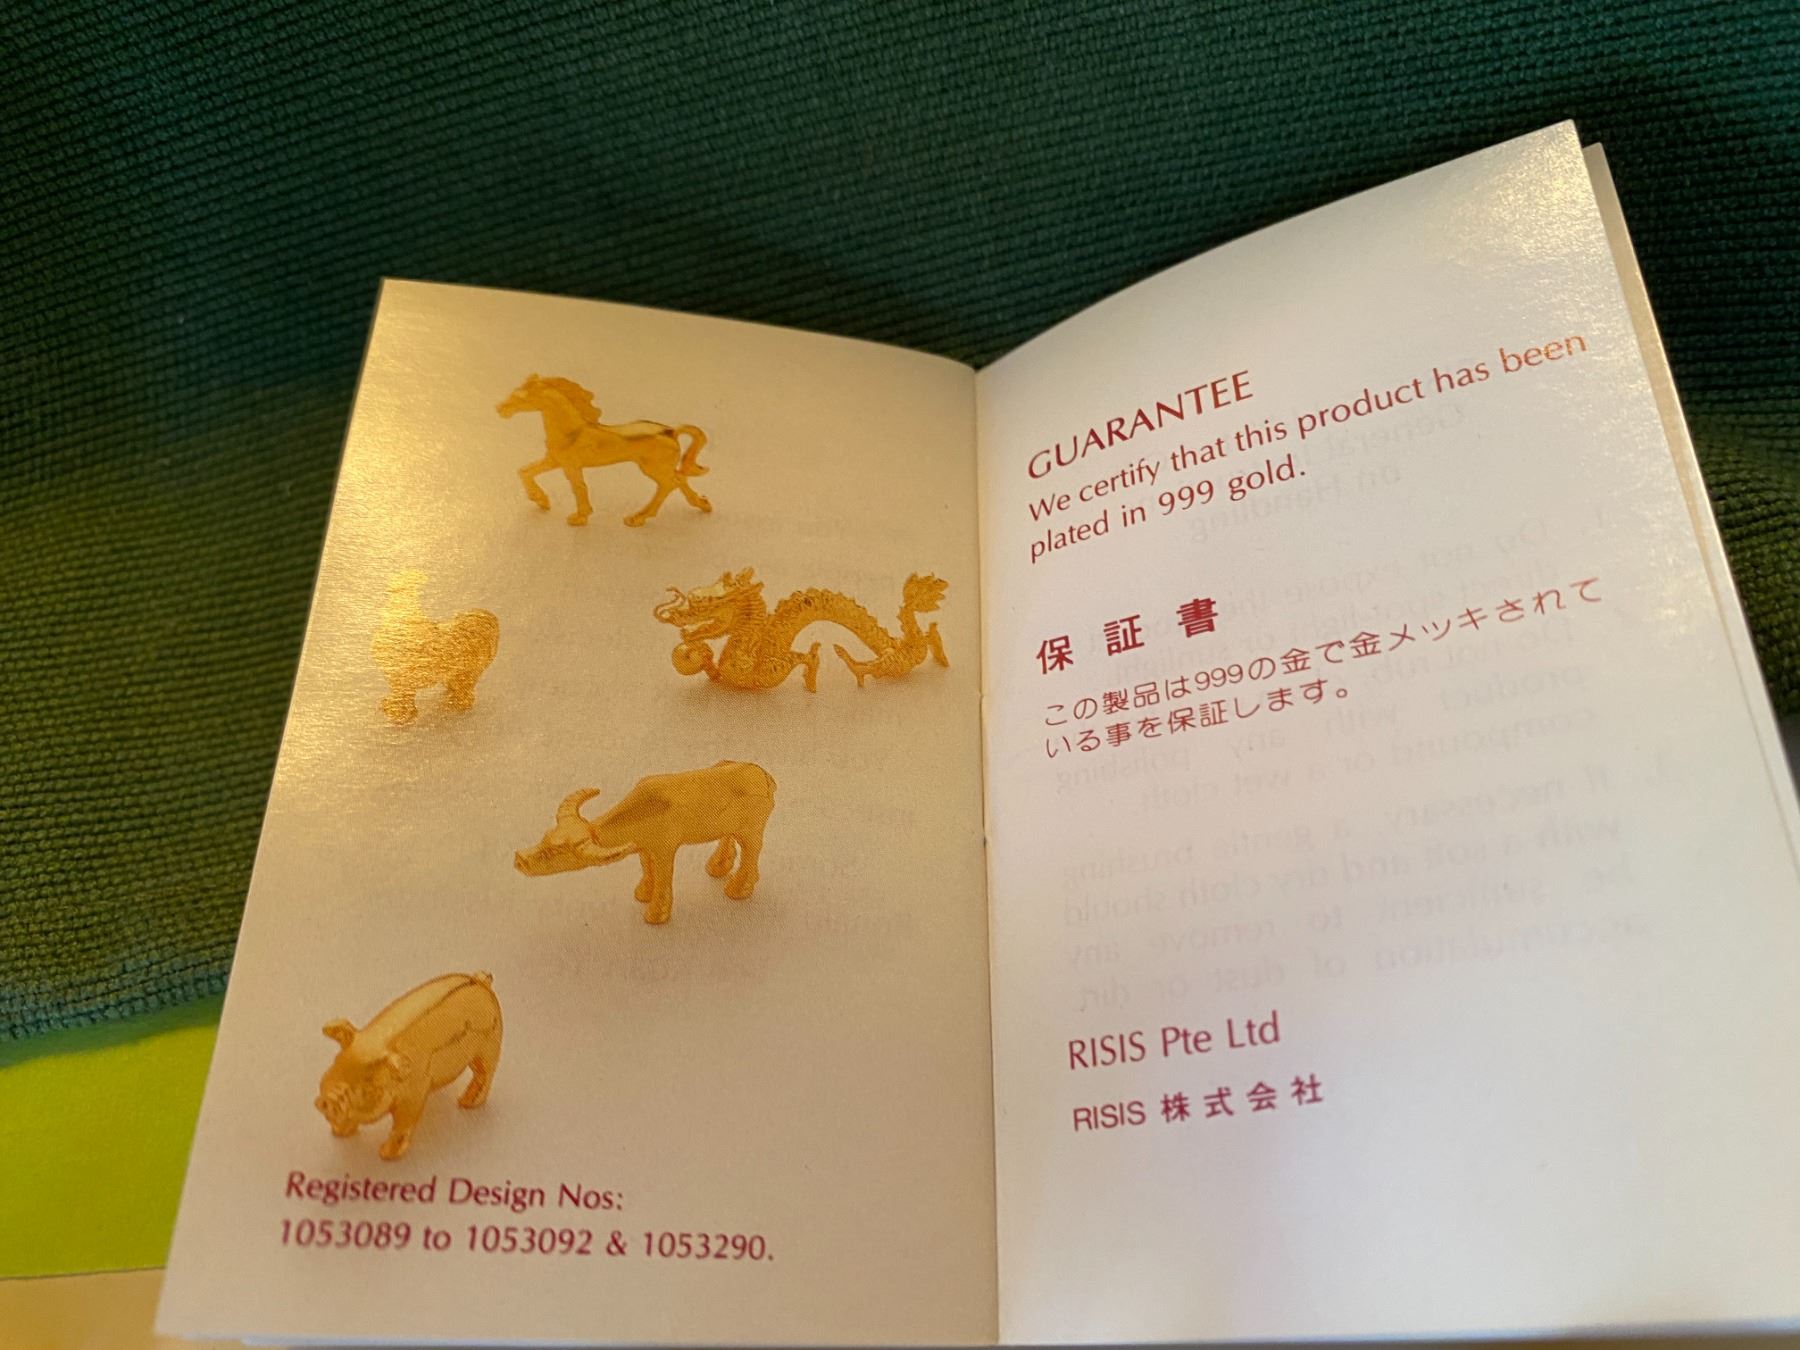 Registered Design Nos:
1053089 to 1053092 & 1053290.
GUARANTEE
We certify that this product has been
plated in 999 gold.
保証書
この製品は999の金で金メッキされて
いる事を保証します。
RISIS Pte Ltd
RISIS 株式会社